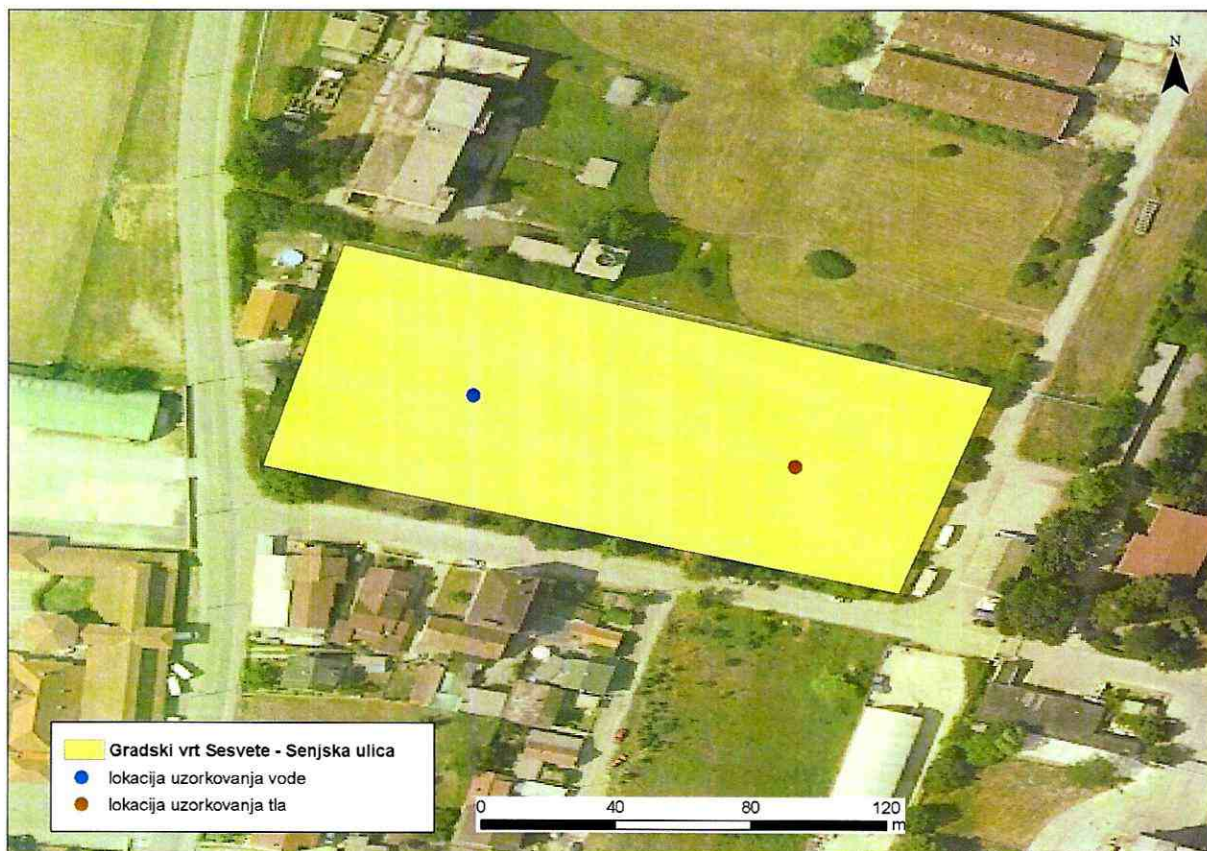 N
Gradski vrt Sesvete - Senjska ulica
lokacija uzorkovanja vode
lokacija uzorkovanja tla
0 40 80 120
m